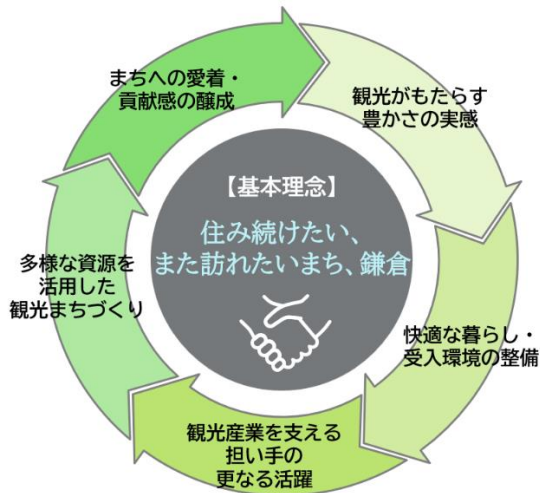 まちへの愛着・
貢献感の醸成
観光がもたらす
豊かさの実感
【基本理念】
住み続けたい、
また訪れたいまち、鎌倉
多様な資源を
活用した
観光まちづくり
快適な暮らし・
受入環境の整備
観光産業を支える
担い手の
更なる活躍